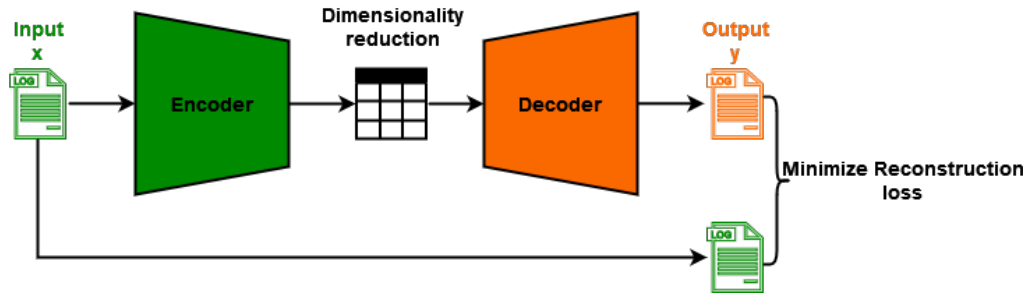 Input
x
LOG
Encoder
Dimensionality
reduction
Decoder
Output
y
LOG
Minimize Reconstruction
loss
LOG